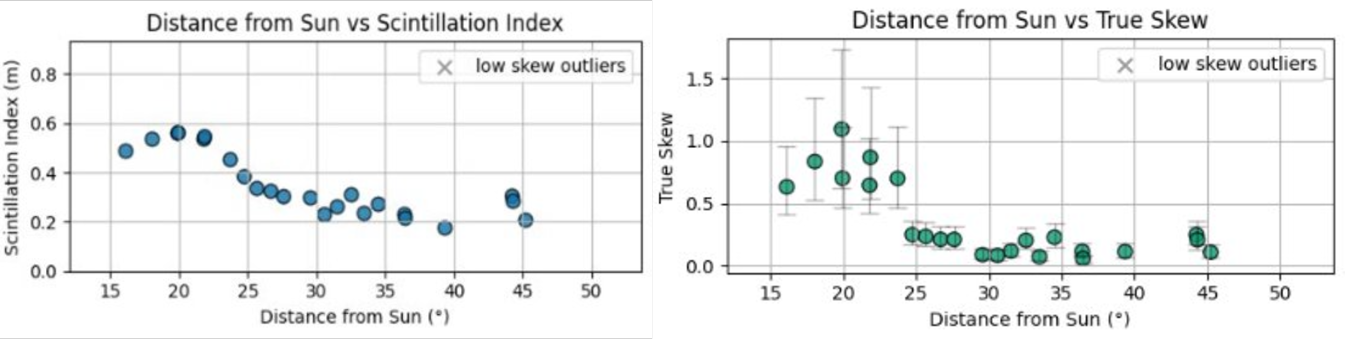 Distance from Sun vs Scintillation Index
low skew outliers
Scintillation Index (m)
0.8
0.6
0.4
0.2
0.0
15 20 25 30 35 40 45 50
Distance from Sun (°)
Distance from Sun vs True Skew
low skew outliers
True Skew
1.5
1.0
0.5
0.0
15 20 25 30 35 40 45 50
Distance from Sun (°)